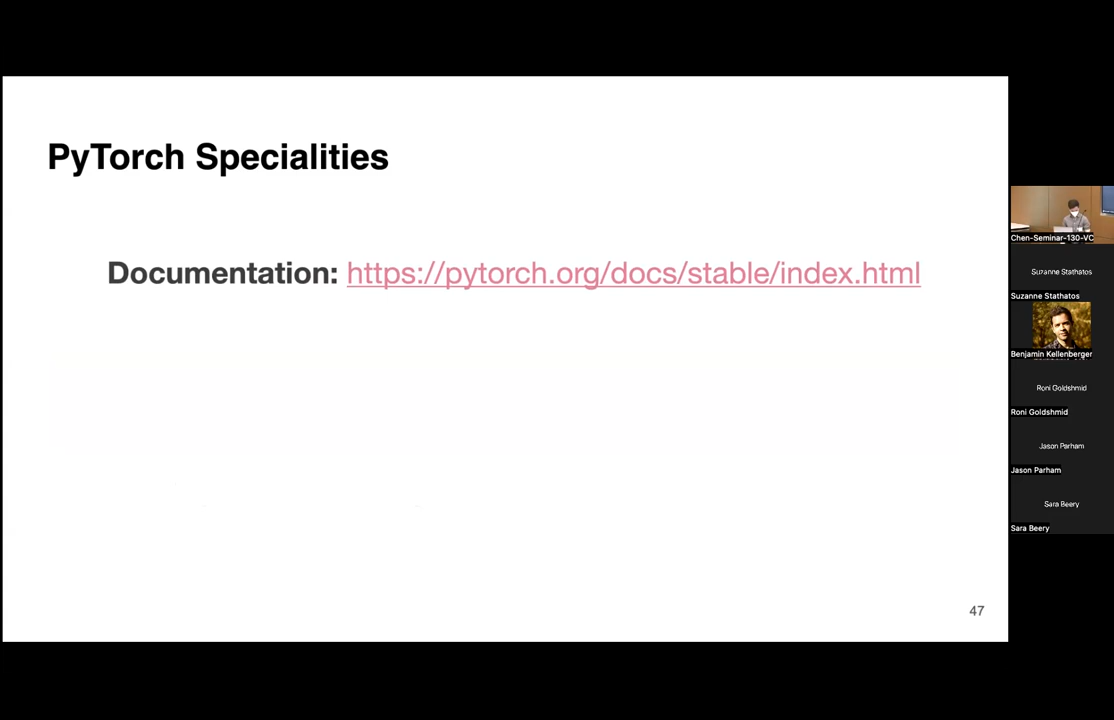 PyTorch Specialities
Documentation: https://pytorch.org/docs/stable/index.html
47
Chen-Seminar-130-VC
Suzanne Stathatos
Suzanne Stathatos
Benjamin Kellenberger
Roni Goldshmid
Roni Goldshmid
Jason Parham
Jason Parham
Sara Beery
Sara Beery